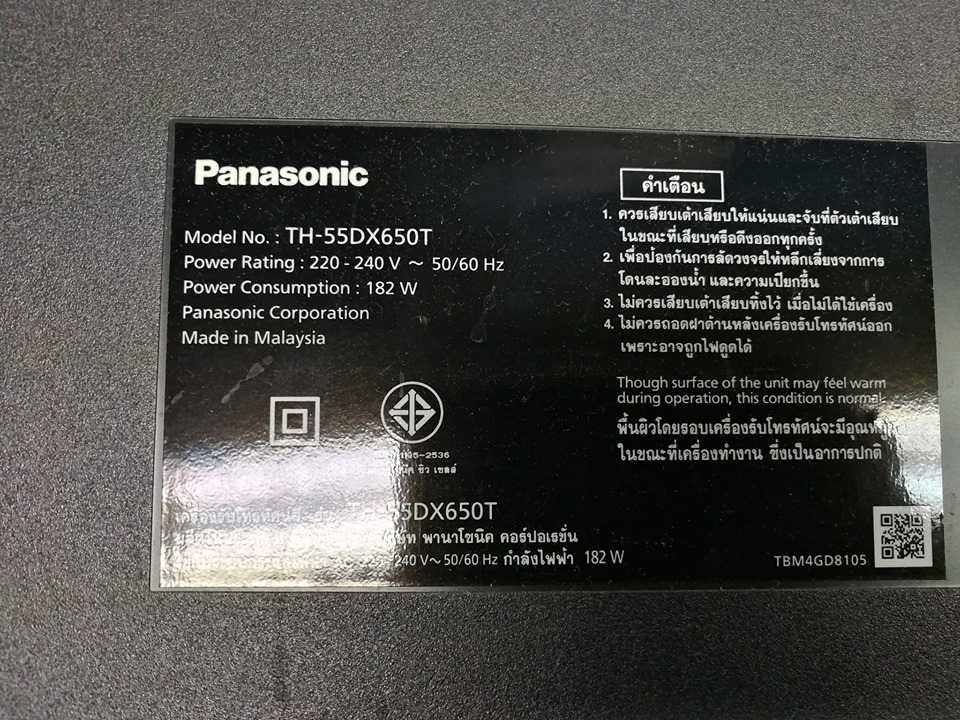 Panasonic
Model No. : TH-55DX650T
Power Rating : 220 - 240 V ~ 50/60 Hz
Power Consumption : 182 W
Panasonic Corporation
Made in Malaysia
คำเตือน
1. ควรเสียบเต้าเสียบให้แน่นและจับที่ตัวเต้าเสียบ
ในขณะที่เสียบหรือดึงออกทุกครั้ง
2. เพื่อป้องกันการลัดวงจรให้หลีกเลี่ยงจากการ
โดนละอองน้ำ และความเปียกชื้น
3. ไม่ควรเสียบเต้าเสียบทิ้งไว้ เมื่อไม่ได้ใช้เครื่อง
4. ไม่ควรถอดฝาด้านหลังเครื่องรับโทรทัศน์ออก
เพราะอาจถูกไฟดูดได้
Though surface of the unit may feel warm
during operation, this condition is normal.
พื้นผิวโดยรอบเครื่องรับโทรทัศน์จะมี
ในขณะที่เครื่องทำงาน ซึ่งเป็นอาการปกติ
-2536
ซิว เซลส์
TH-55DX650T
พานาโซนิค คอร์ปอเรชั่น
220-240 V~ 50/60 Hz กำลังไฟฟ้า 182 W
TBM4GD8105